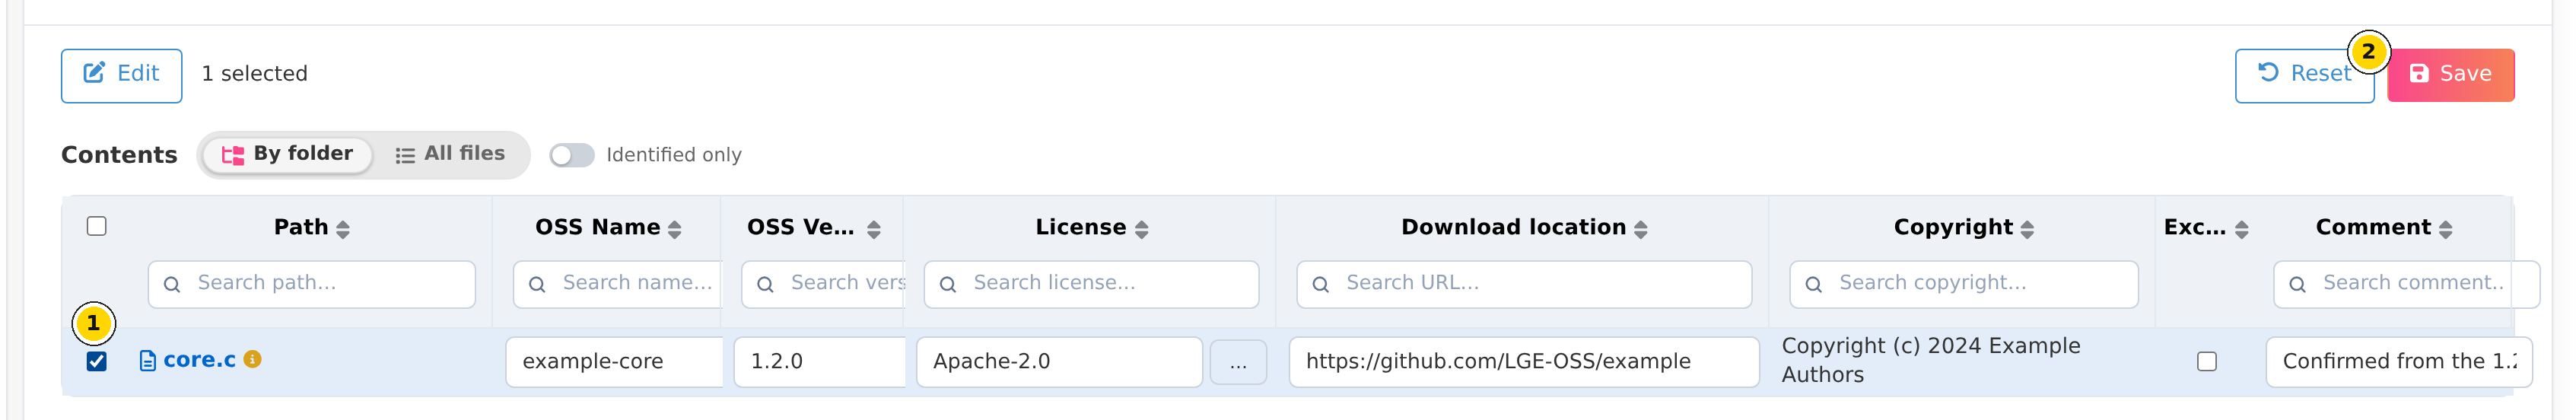 Edit 1 selected Reset 2 Save
Contents By folder All files Identified only
Path OSS Name OSS Ve... License Download location Copyright Exc... Comment
Search path... Search name... Search vers Search license... Search URL... Search copyright... Search comment..
1
core.c example-core 1.2.0 Apache-2.0 ... https://github.com/LGE-OSS/example Copyright (c) 2024 Example Authors Confirmed from the 1.2